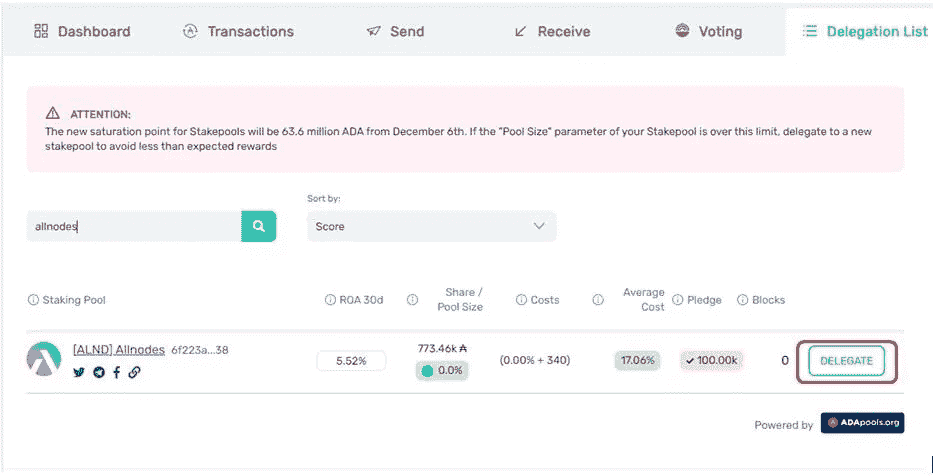 Dashboard Transactions Send Receive Voting Delegation List
ATTENTION:
The new saturation point for Stakepools will be 63.6 million ADA from December 6th. If the "Pool Size" parameter of your Stakepool is over this limit, delegate to a new
stakepool to avoid less than expected rewards
Sort by:
allnodes
Score
Staking Pool
ROA 30d
Share /
Pool Size
Costs
Average
Cost
Pledge
Blocks
[ALND] Allnodes 6f223a...38
5.52%
773.46k ₳
0.0%
(0.00% + 340)
17.06%
100.00k
0
DELEGATE
Powered by ADApools.org